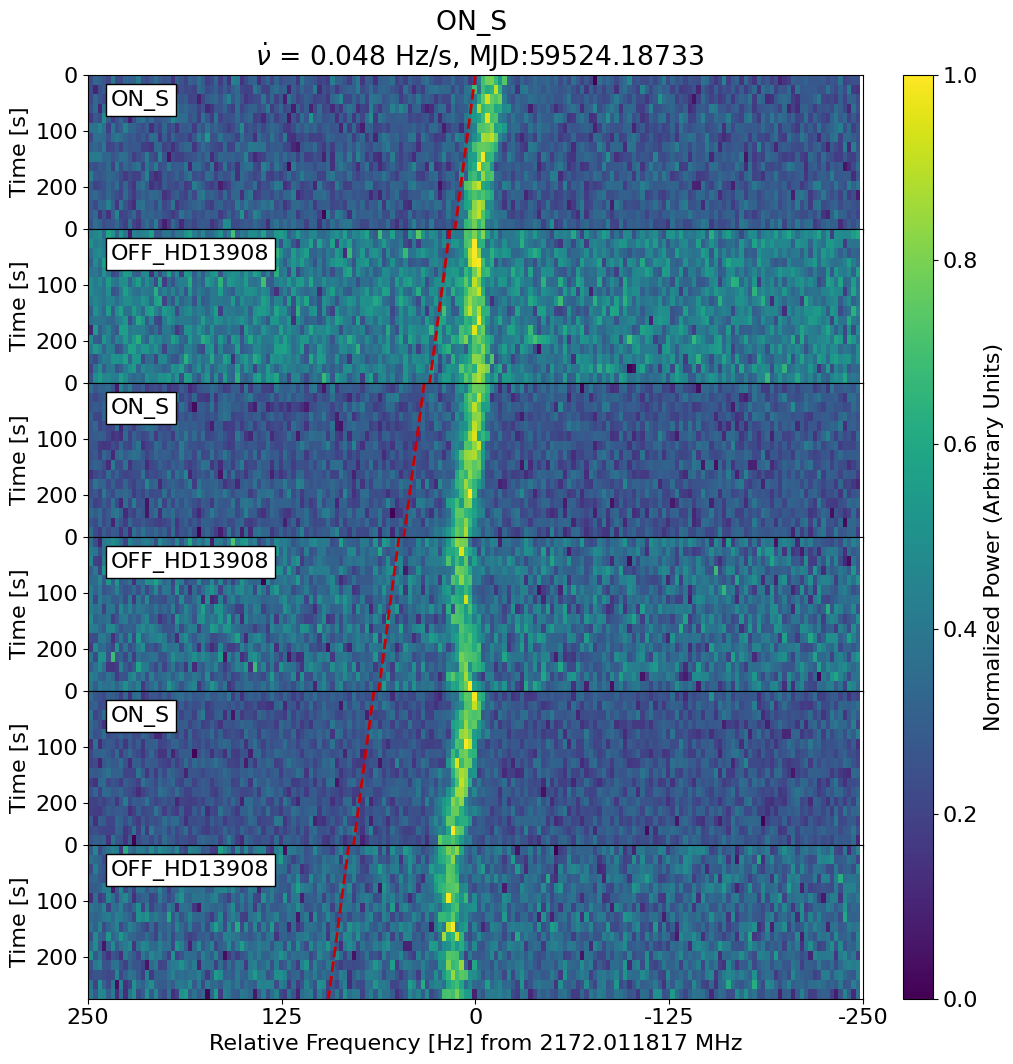 ON_S
ν̇ = 0.048 Hz/s, MJD:59524.18733
0
100
200
Time [s]
ON_S
0
100
200
Time [s]
OFF_HD13908
0
100
200
Time [s]
ON_S
0
100
200
Time [s]
OFF_HD13908
0
100
200
Time [s]
ON_S
0
100
200
Time [s]
OFF_HD13908
250 125 0 -125 -250
Relative Frequency [Hz] from 2172.011817 MHz
1.0
0.8
0.6
0.4
0.2
0.0
Normalized Power (Arbitrary Units)